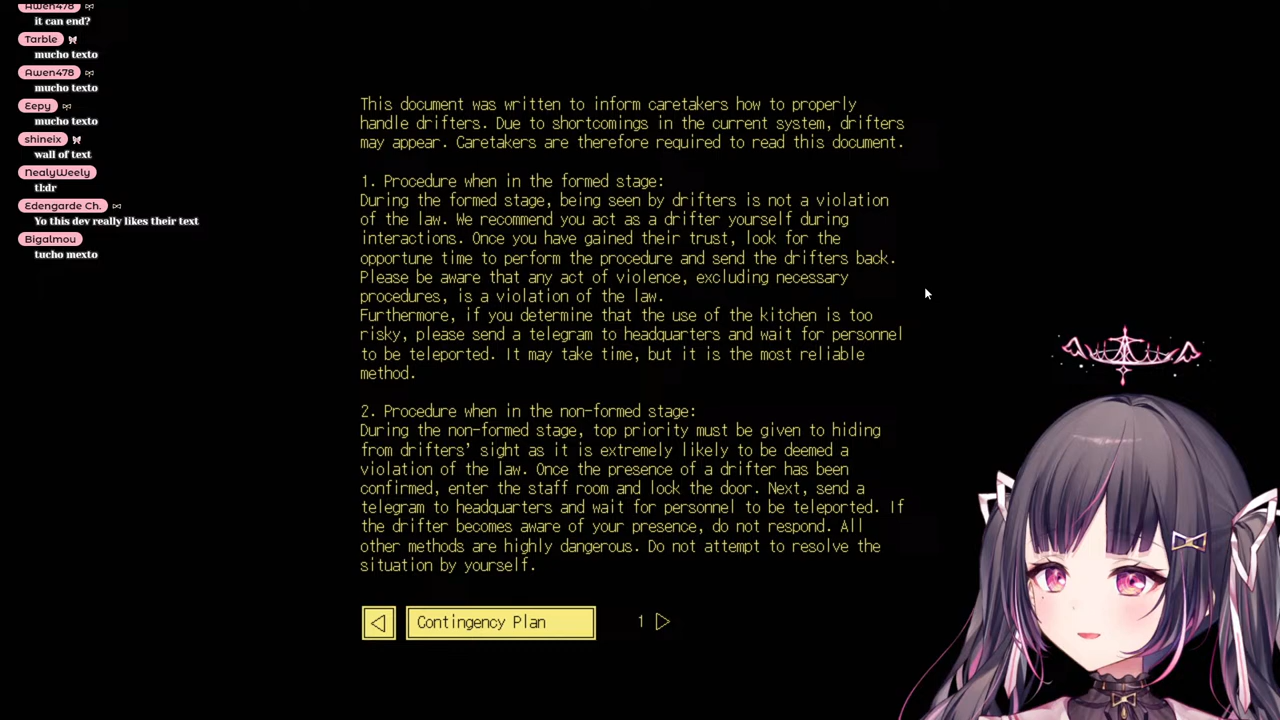 Awen478
it can end?
Tarble
mucho texto
Awen478
mucho texto
Eepy
mucho texto
shineix
wall of text
NealyWeely
tl:dr
Edengarde Ch.
Yo this dev really likes their text
Bigalmou
tucho mexto
This document was written to inform caretakers how to properly
handle drifters. Due to shortcomings in the current system, drifters
may appear. Caretakers are therefore required to read this document.
1. Procedure when in the formed stage:
During the formed stage, being seen by drifters is not a violation
of the law. We recommend you act as a drifter yourself during
interactions. Once you have gained their trust, look for the
opportune time to perform the procedure and send the drifters back.
Please be aware that any act of violence, excluding necessary
procedures, is a violation of the law.
Furthermore, if you determine that the use of the kitchen is too
risky, please send a telegram to headquarters and wait for personnel
to be teleported. It may take time, but it is the most reliable
method.
2. Procedure when in the non-formed stage:
During the non-formed stage, top priority must be given to hiding
from drifters' sight as it is extremely likely to be deemed a
violation of the law. Once the presence of a drifter has been
confirmed, enter the staff room and lock the door. Next, send a
telegram to headquarters and wait for personnel to be teleported. If
the drifter becomes aware of your presence, do not respond. All
other methods are highly dangerous. Do not attempt to resolve the
situation by yourself.
Contingency Plan
1